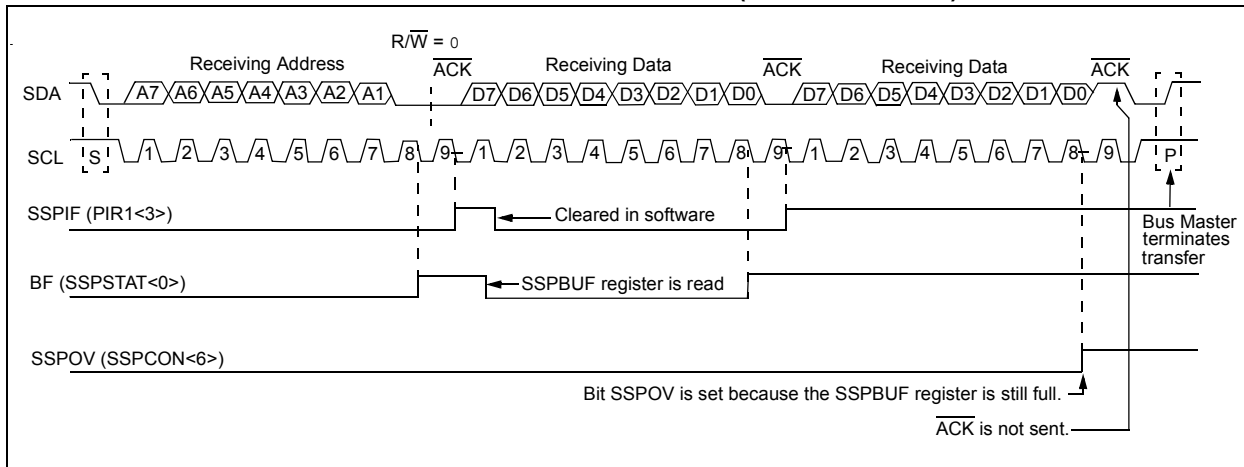 R/W = 0
Receiving Address ACK Receiving Data ACK Receiving Data ACK
SDA A7 A6 A5 A4 A3 A2 A1 D7 D6 D5 D4 D3 D2 D1 D0 D7 D6 D5 D4 D3 D2 D1 D0
SCL S 1 2 3 4 5 6 7 8 9 1 2 3 4 5 6 7 8 9 1 2 3 4 5 6 7 8 9 P
SSPIF (PIR1<3>) Cleared in software
Bus Master
terminates
transfer
BF (SSPSTAT<0>) SSPBUF register is read
SSPOV (SSPCON<6>)
Bit SSPOV is set because the SSPBUF register is still full.
ACK is not sent.